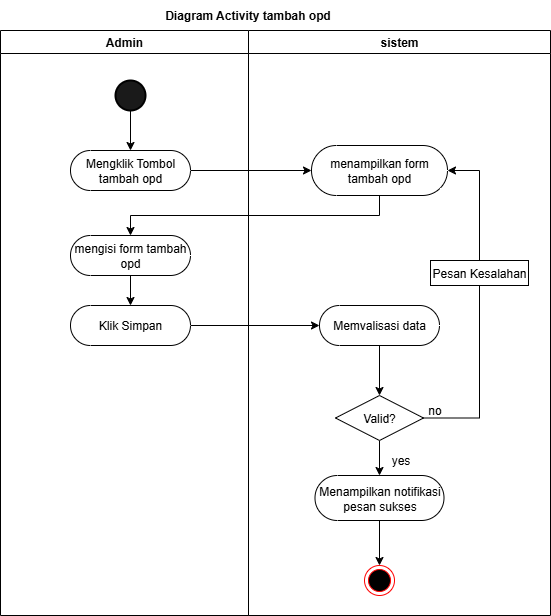 Diagram Activity tambah opd
Admin
sistem
Mengklik Tombol
tambah opd
menampilkan form
tambah opd
mengisi form tambah
opd
Pesan Kesalahan
Klik Simpan
Memvalisasi data
Valid?
no
yes
Menampilkan notifikasi
pesan sukses